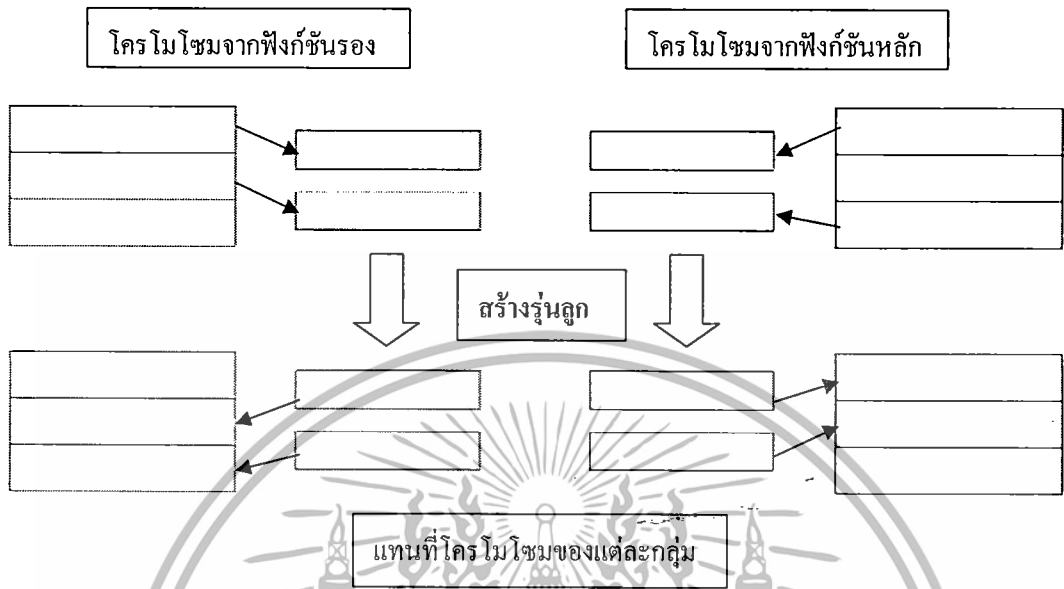 โครโมโซมจากฟังก์ชันรอง
โครโมโซมจากฟังก์ชันหลัก
สร้างรุ่นลูก
แทนที่โครโมโซมของแต่ละกลุ่ม